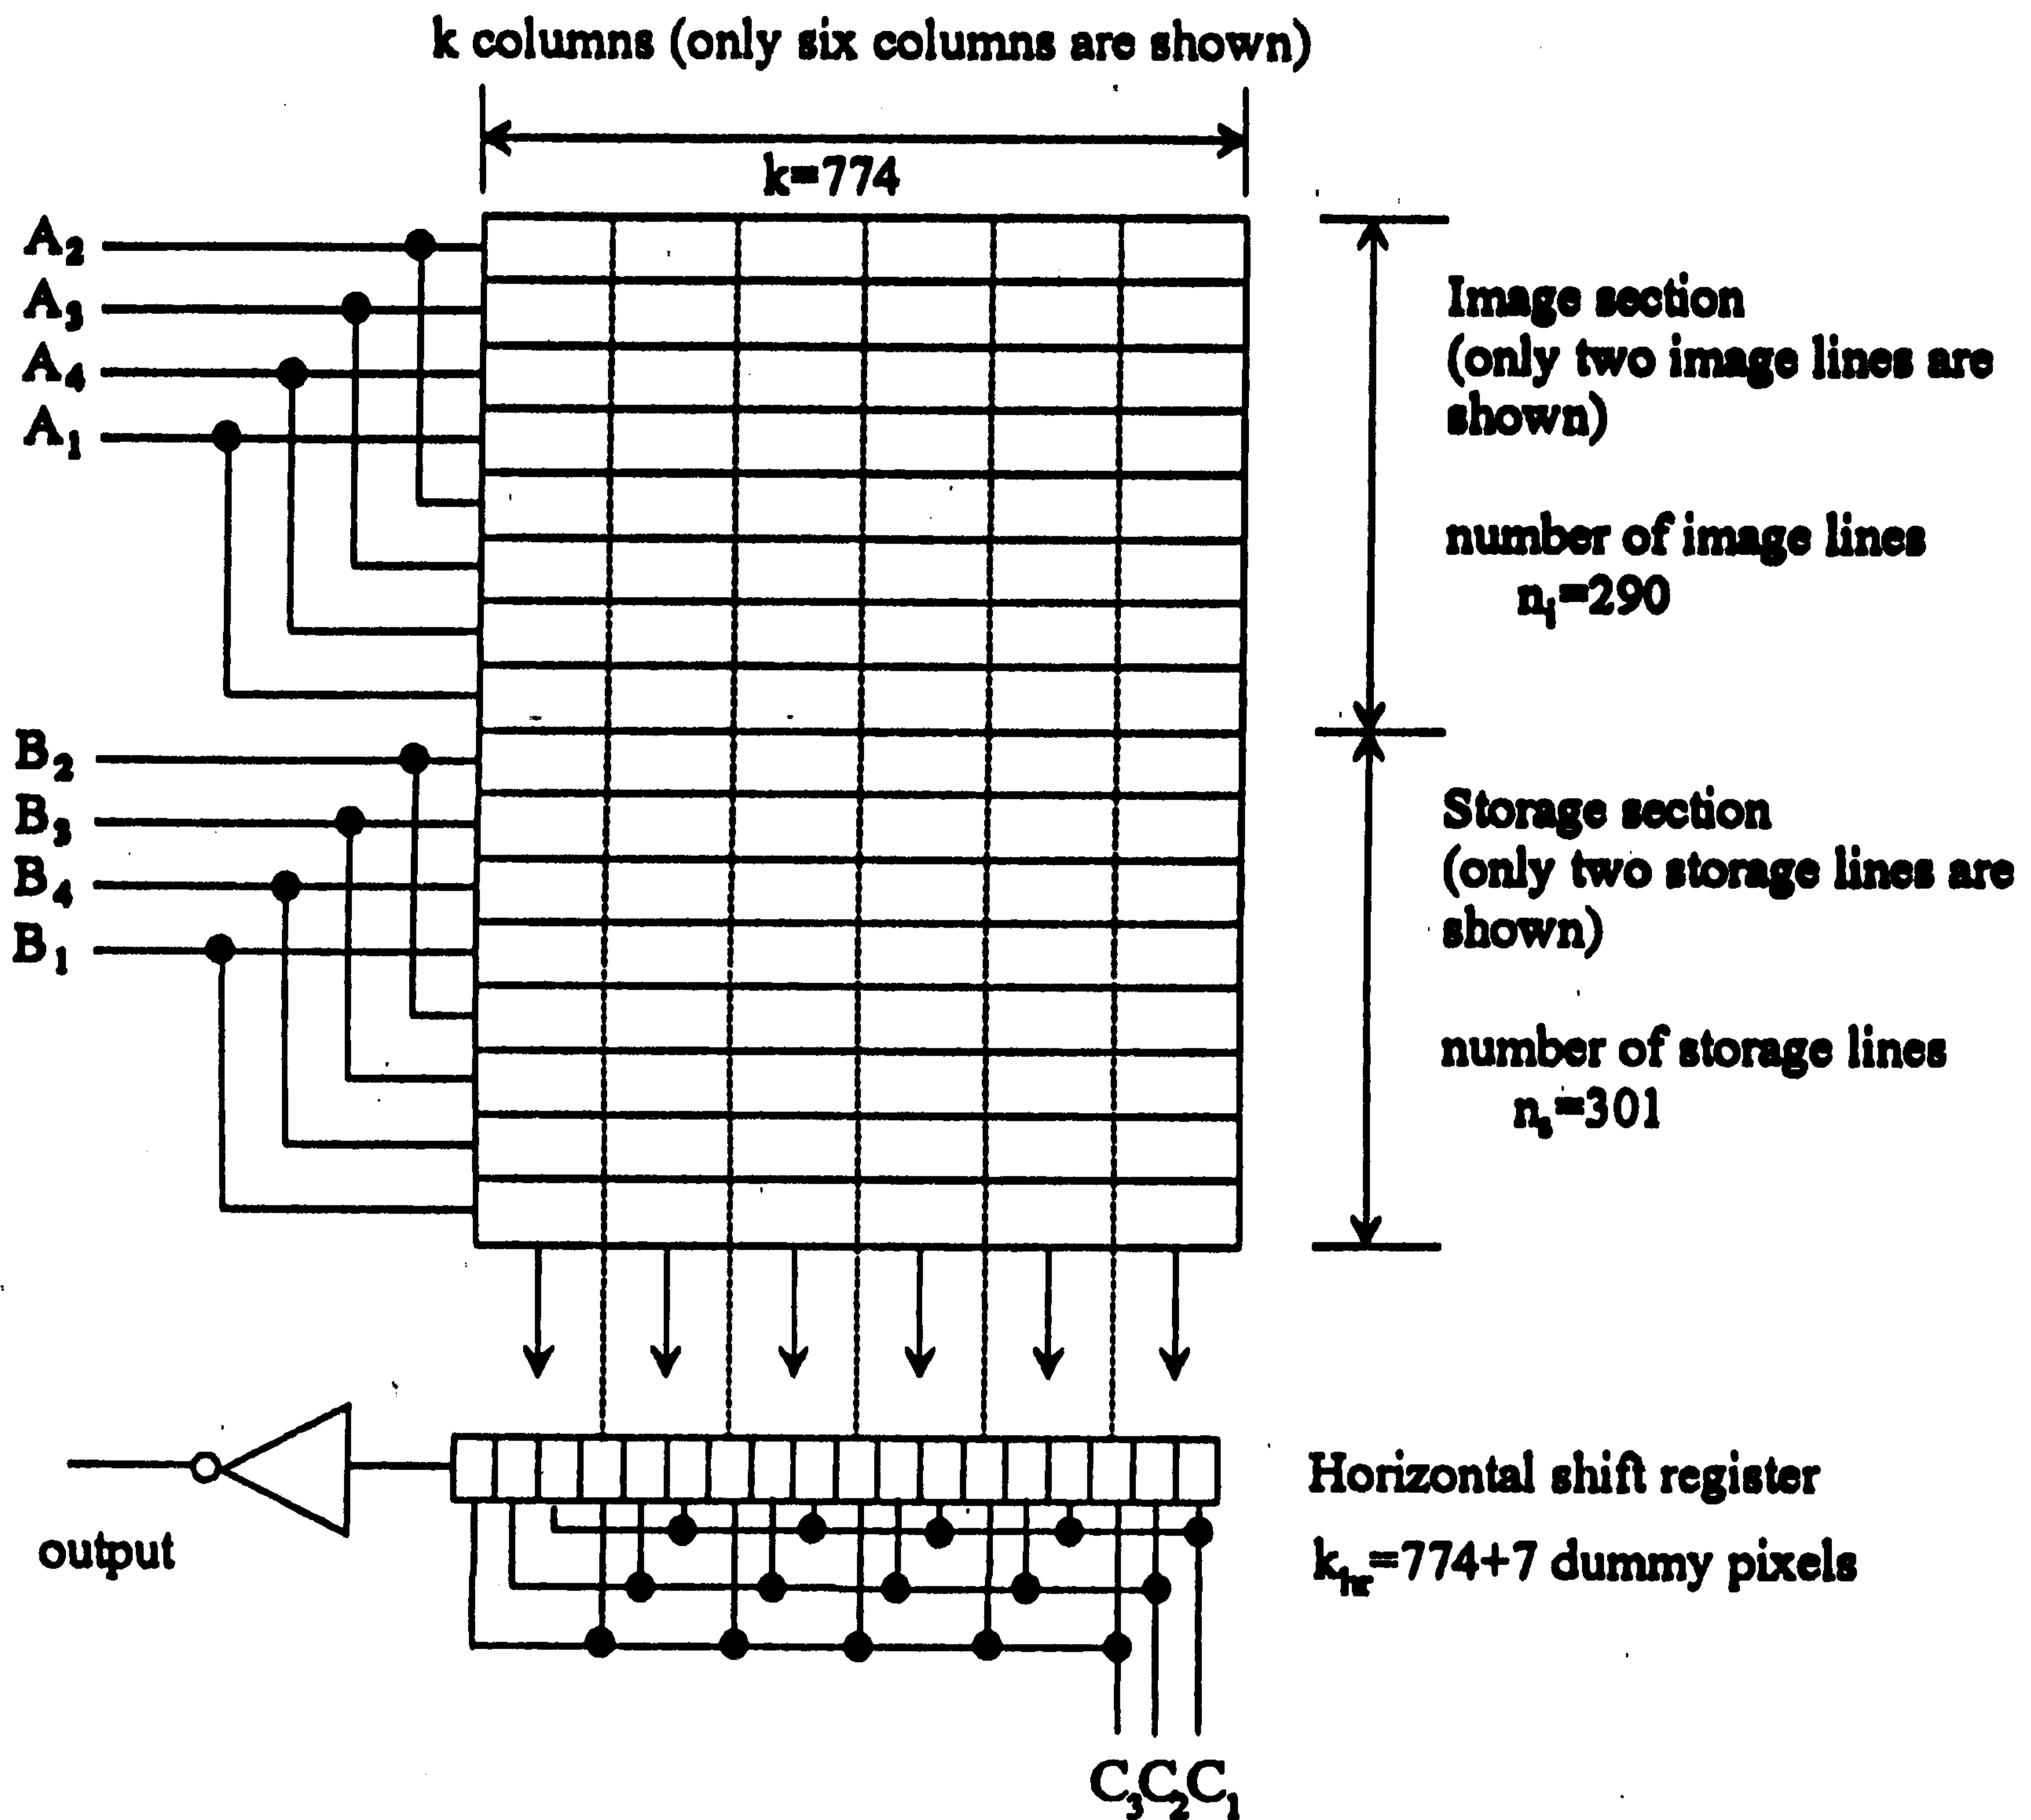 k columns (only six columns are shown)
k=774
A₂
A₃
A₄
A₁
Image section
(only two image lines are
shown)
number of image lines
nᵢ=290
B₂
B₃
B₄
B₁
Storage section
(only two storage lines are
shown)
number of storage lines
nₛ=301
output
Horizontal shift register
kₕᵣ=774+7 dummy pixels
C₃C₂C₁